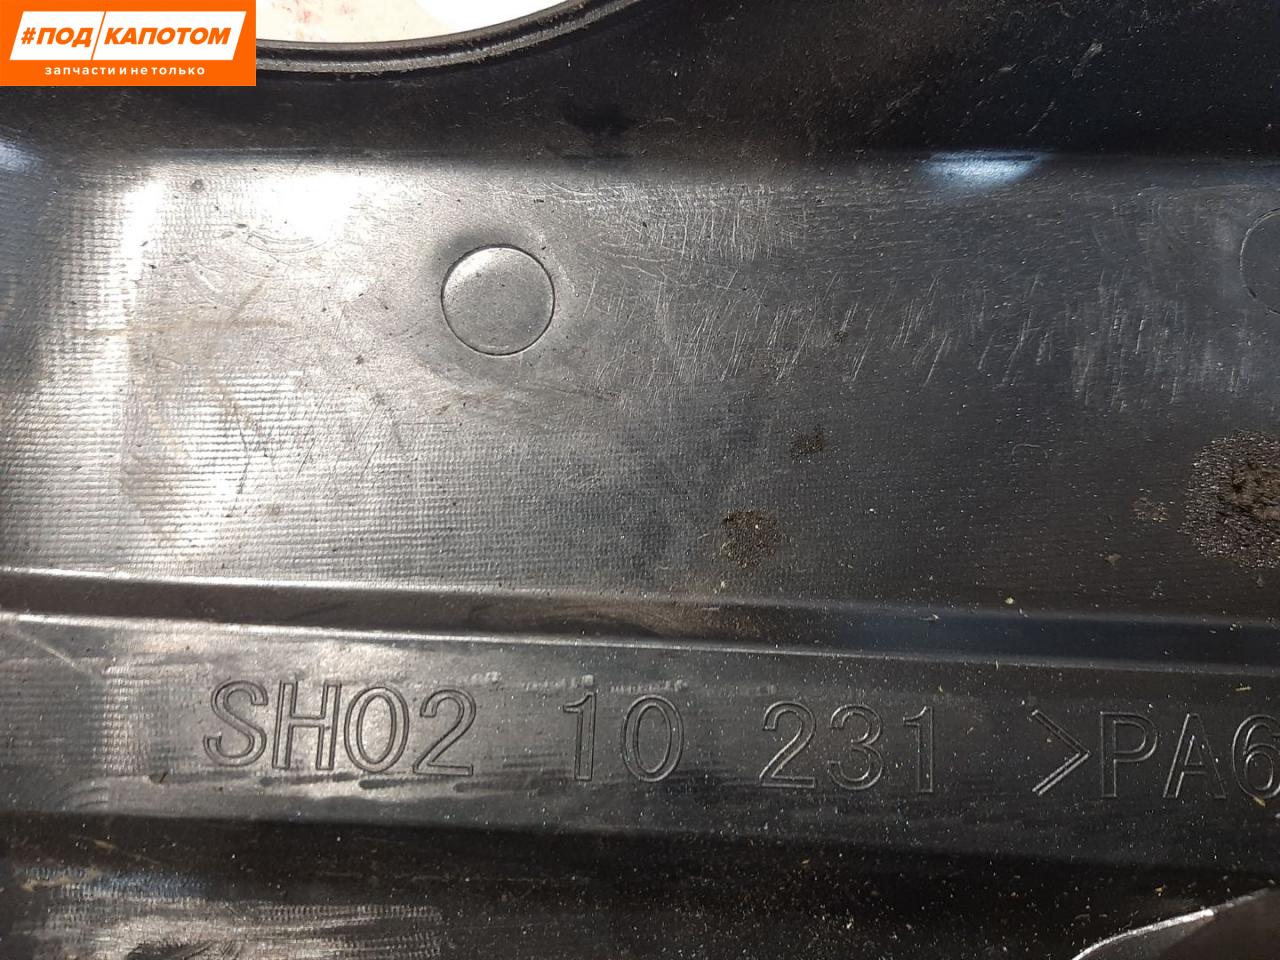 #ПОД КАПОТОМ
запчасти и не только
SH02 10 231 >PA6